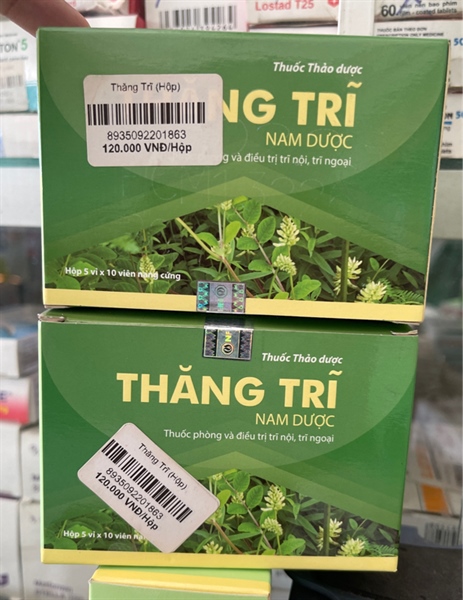 Lostad T25
TON 5
60.
Thuốc Thảo dược
Thăng Trĩ (Hộp)
8935092201863
120.000 VNĐ/Hộp
NG TRĨ
NAM DƯỢC
và điều trị trĩ nội, trĩ ngoại
Hộp 5 vỉ x 10 viên nang cứng
Thuốc Thảo dược
THĂNG TRĨ
NAM DƯỢC
Thuốc phòng và điều trị trĩ nội, trĩ ngoại
Thăng Trĩ (Hộp)
8935092201863
120.000 VNĐ/Hộp
Hộp 5 vỉ x 10 viên